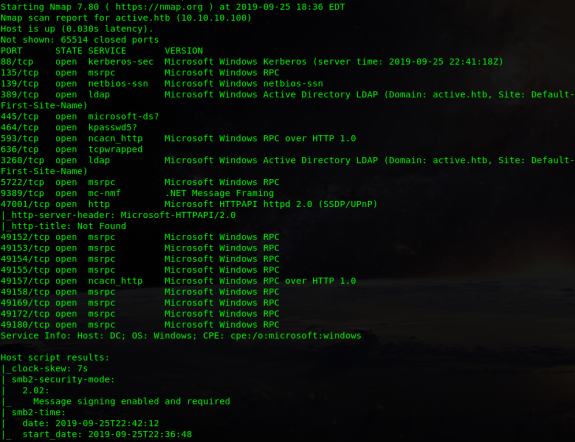 Starting Nmap 7.80 ( https://nmap.org ) at 2019-09-25 18:36 EDT
Nmap scan report for active.htb (10.10.10.100)
Host is up (0.030s latency).
Not shown: 65514 closed ports
PORT      STATE SERVICE       VERSION
88/tcp    open  kerberos-sec  Microsoft Windows Kerberos (server time: 2019-09-25 22:41:18Z)
135/tcp   open  msrpc         Microsoft Windows RPC
139/tcp   open  netbios-ssn   Microsoft Windows netbios-ssn
389/tcp   open  ldap          Microsoft Windows Active Directory LDAP (Domain: active.htb, Site: Default-
First-Site-Name)
445/tcp   open  microsoft-ds?
464/tcp   open  kpasswd5?
593/tcp   open  ncacn_http    Microsoft Windows RPC over HTTP 1.0
636/tcp   open  tcpwrapped
3268/tcp  open  ldap          Microsoft Windows Active Directory LDAP (Domain: active.htb, Site: Default-
First-Site-Name)
5722/tcp  open  msrpc         Microsoft Windows RPC
9389/tcp  open  mc-nmf        .NET Message Framing
47001/tcp open  http          Microsoft HTTPAPI httpd 2.0 (SSDP/UPnP)
|_http-server-header: Microsoft-HTTPAPI/2.0
|_http-title: Not Found
49152/tcp open  msrpc         Microsoft Windows RPC
49153/tcp open  msrpc         Microsoft Windows RPC
49154/tcp open  msrpc         Microsoft Windows RPC
49155/tcp open  msrpc         Microsoft Windows RPC
49157/tcp open  ncacn_http    Microsoft Windows RPC over HTTP 1.0
49158/tcp open  msrpc         Microsoft Windows RPC
49169/tcp open  msrpc         Microsoft Windows RPC
49172/tcp open  msrpc         Microsoft Windows RPC
49180/tcp open  msrpc         Microsoft Windows RPC
Service Info: Host: DC; OS: Windows; CPE: cpe:/o:microsoft:windows

Host script results:
|_clock-skew: 7s
| smb2-security-mode:
|   2.02:
|_    Message signing enabled and required
| smb2-time:
|   date: 2019-09-25T22:42:12
|_  start_date: 2019-09-25T22:36:48